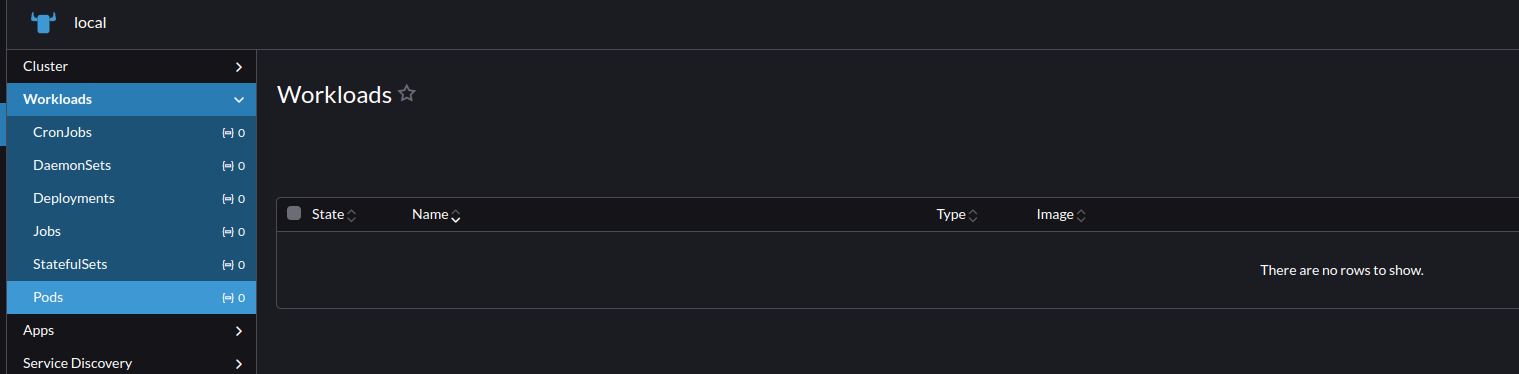 local
Cluster
Workloads
CronJobs 0
DaemonSets 0
Deployments 0
Jobs 0
StatefulSets 0
Pods 0
Apps
Service Discovery
Workloads
State Name Type Image
There are no rows to show.